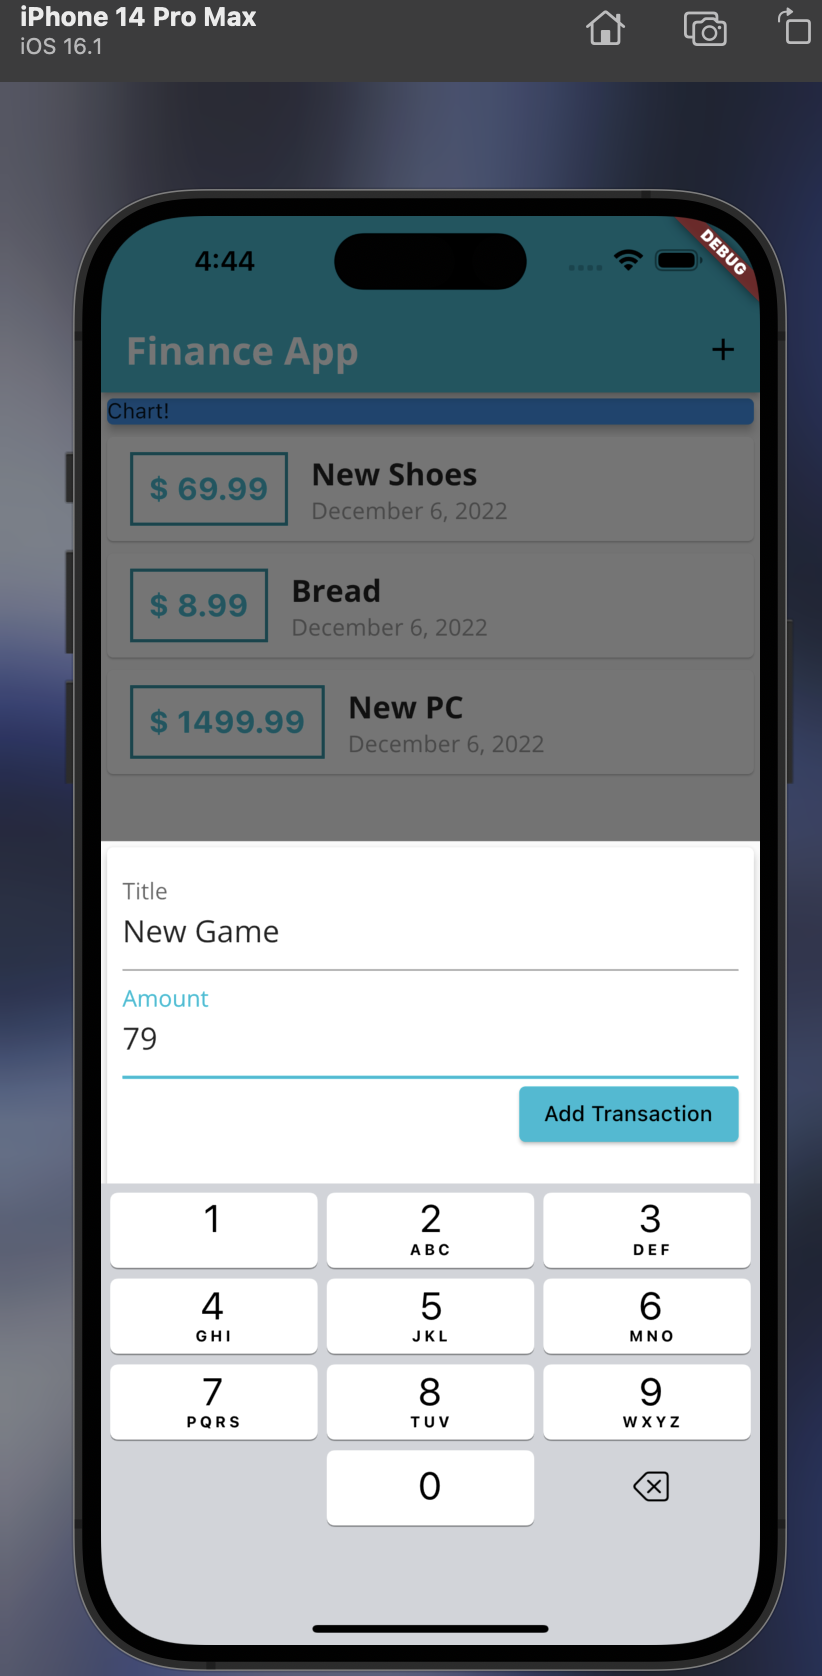 iPhone 14 Pro Max
iOS 16.1
4:44
DEBUG
Finance App
+
Chart!
$ 69.99
New Shoes
December 6, 2022
$ 8.99
Bread
December 6, 2022
$ 1499.99
New PC
December 6, 2022
Title
New Game
Amount
79
Add Transaction
1 2 3
ABC DEF
4 5 6
GHI JKL MNO
7 8 9
PQRS TUV WXYZ
0